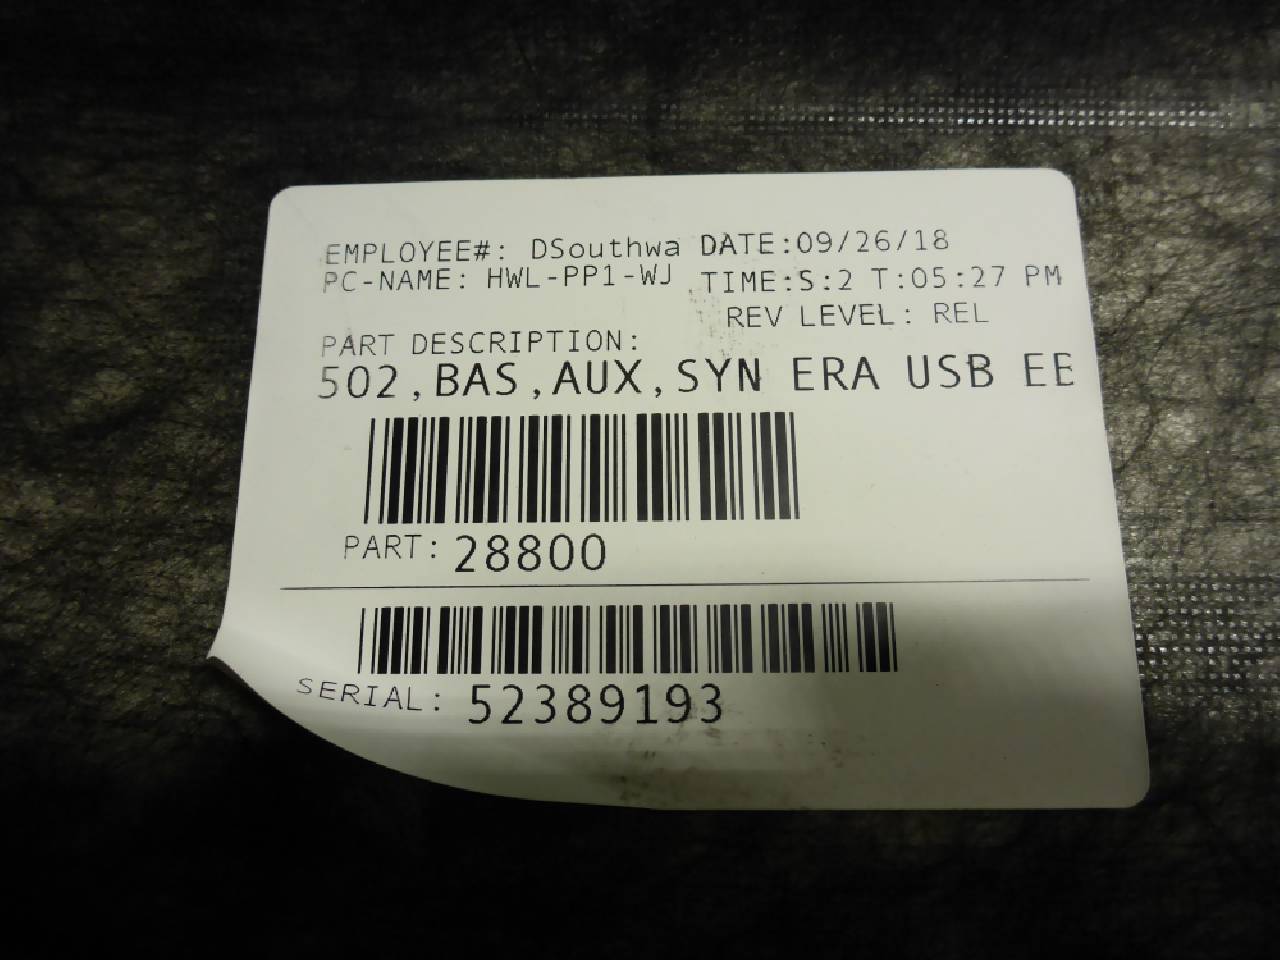 EMPLOYEE#: DSouthwa DATE:09/26/18
PC-NAME: HWL-PP1-WJ TIME:S:2 T:05:27 PM
REV LEVEL: REL
PART DESCRIPTION:
502,BAS,AUX,SYN ERA USB EE
PART: 28800
SERIAL: 52389193